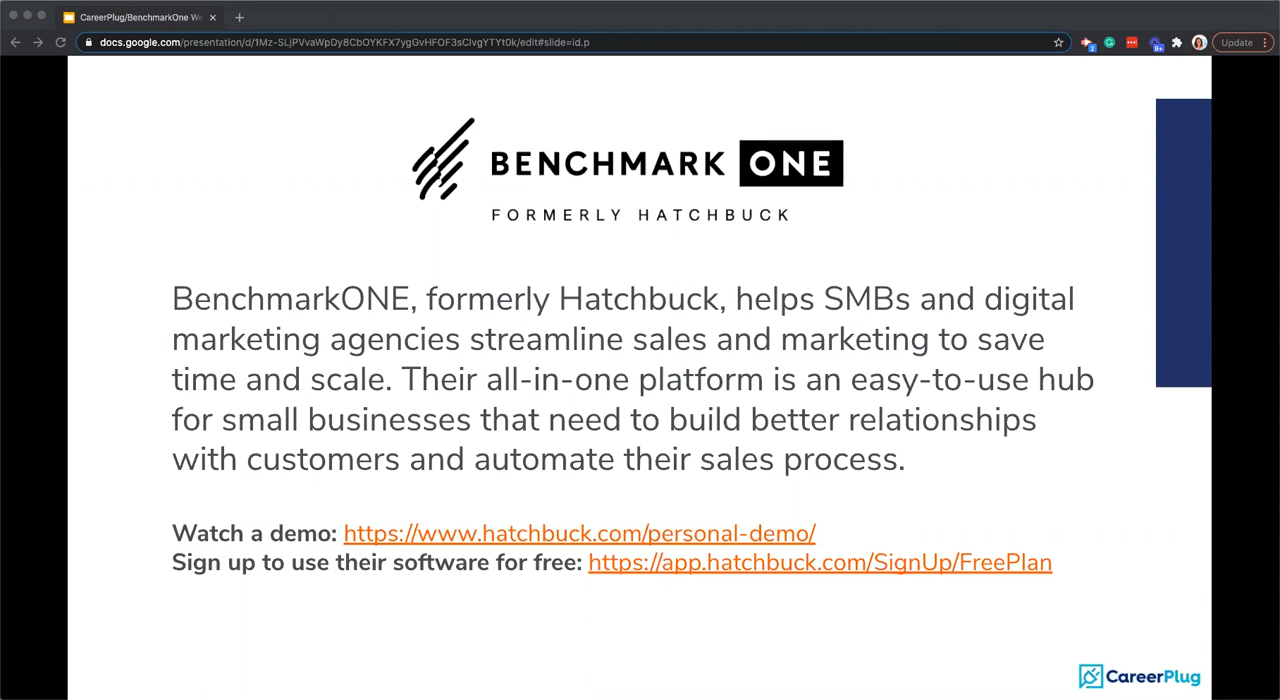 CareerPlug/BenchmarkOne We
docs.google.com/presentation/d/1Mz-SLjPVvaWpDy8CbOYKFX7ygGvHFOF3sClvgYTYt0k/edit#slide=id.p
2
9+
Update
BENCHMARK ONE
FORMERLY HATCHBUCK
BenchmarkONE, formerly Hatchbuck, helps SMBs and digital
marketing agencies streamline sales and marketing to save
time and scale. Their all-in-one platform is an easy-to-use hub
for small businesses that need to build better relationships
with customers and automate their sales process.
Watch a demo: https://www.hatchbuck.com/personal-demo/
Sign up to use their software for free: https://app.hatchbuck.com/SignUp/FreePlan
CareerPlug